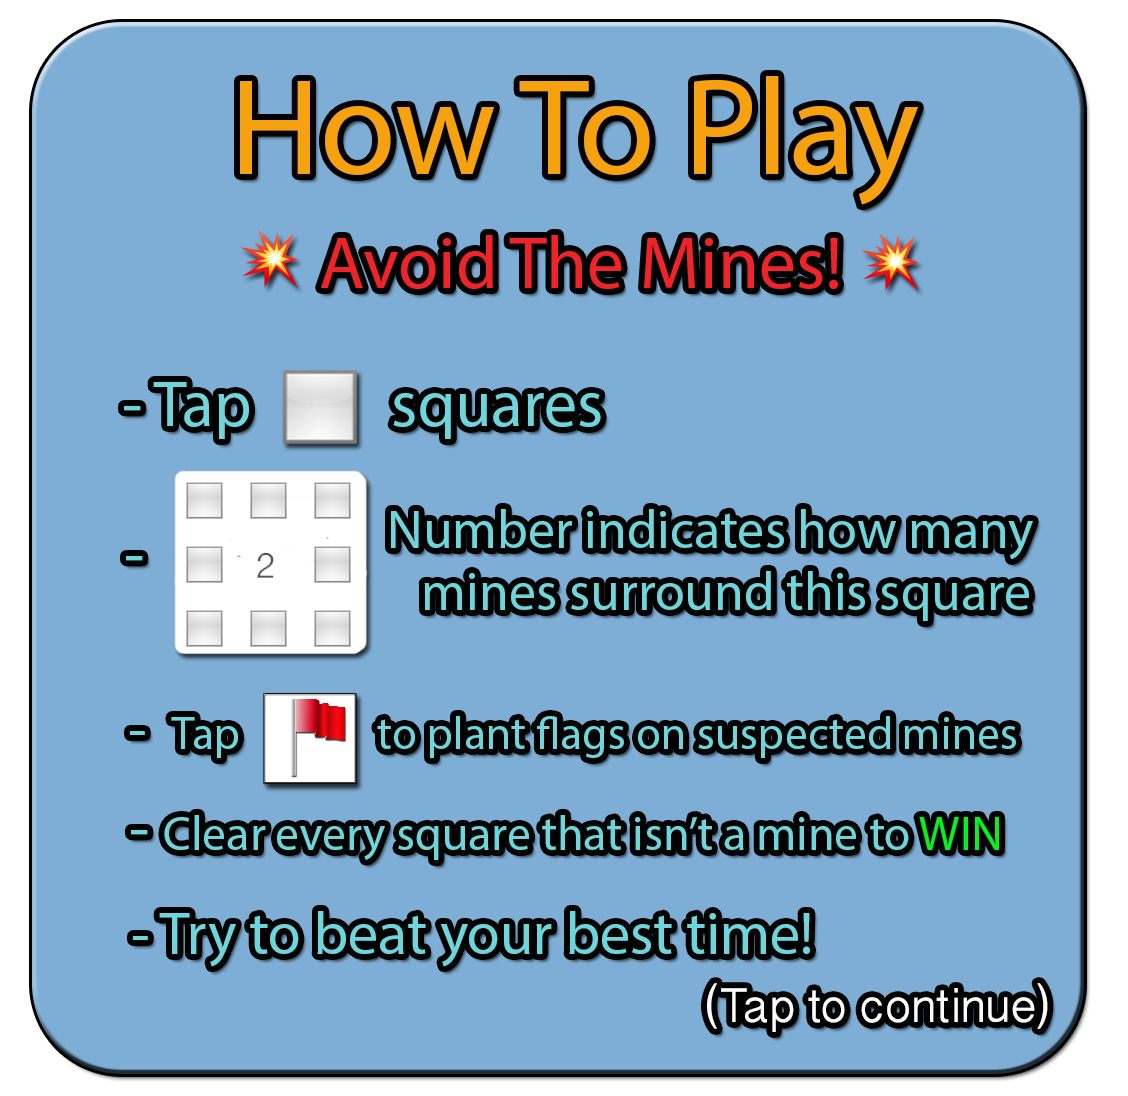 How To Play
Avoid The Mines!
- Tap squares
- 2 Number indicates how many
mines surround this square
- Tap to plant flags on suspected mines
- Clear every square that isn't a mine to WIN
- Try to beat your best time!
(Tap to continue)